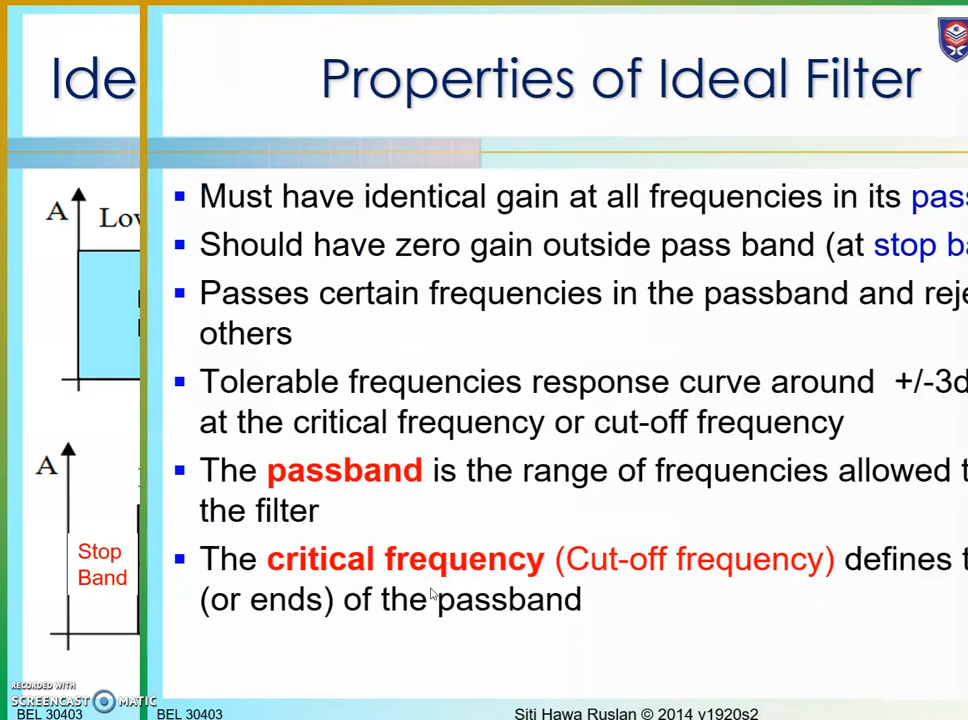 Ide
Properties of Ideal Filter
A
Lov
Must have identical gain at all frequencies in its pass
Should have zero gain outside pass band (at stop ba
Passes certain frequencies in the passband and reje
others
Tolerable frequencies response curve around +/-3d
at the critical frequency or cut-off frequency
A
The passband is the range of frequencies allowed t
the filter
Stop
Band
The critical frequency (Cut-off frequency) defines t
(or ends) of the passband
RECORDED WITH
SCREENCAST MATIC
BEL 30403
BEL 30403
Siti Hawa Ruslan © 2014 v1920s2